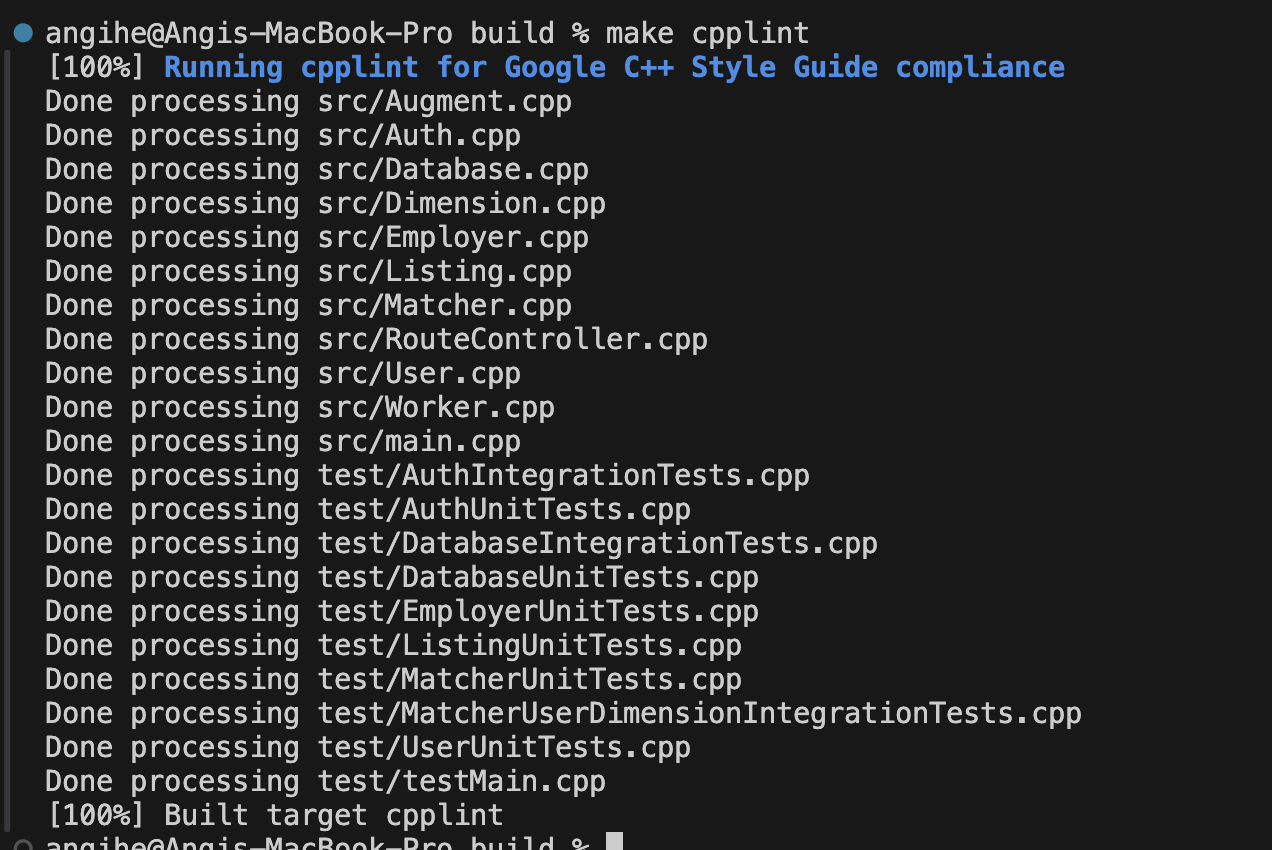 angihe@Angis-MacBook-Pro build % make cpplint
[100%] Running cpplint for Google C++ Style Guide compliance
Done processing src/Augment.cpp
Done processing src/Auth.cpp
Done processing src/Database.cpp
Done processing src/Dimension.cpp
Done processing src/Employer.cpp
Done processing src/Listing.cpp
Done processing src/Matcher.cpp
Done processing src/RouteController.cpp
Done processing src/User.cpp
Done processing src/Worker.cpp
Done processing src/main.cpp
Done processing test/AuthIntegrationTests.cpp
Done processing test/AuthUnitTests.cpp
Done processing test/DatabaseIntegrationTests.cpp
Done processing test/DatabaseUnitTests.cpp
Done processing test/EmployerUnitTests.cpp
Done processing test/ListingUnitTests.cpp
Done processing test/MatcherUnitTests.cpp
Done processing test/MatcherUserDimensionIntegrationTests.cpp
Done processing test/UserUnitTests.cpp
Done processing test/testMain.cpp
[100%] Built target cpplint
angihe@Angis-MacBook-Pro build %